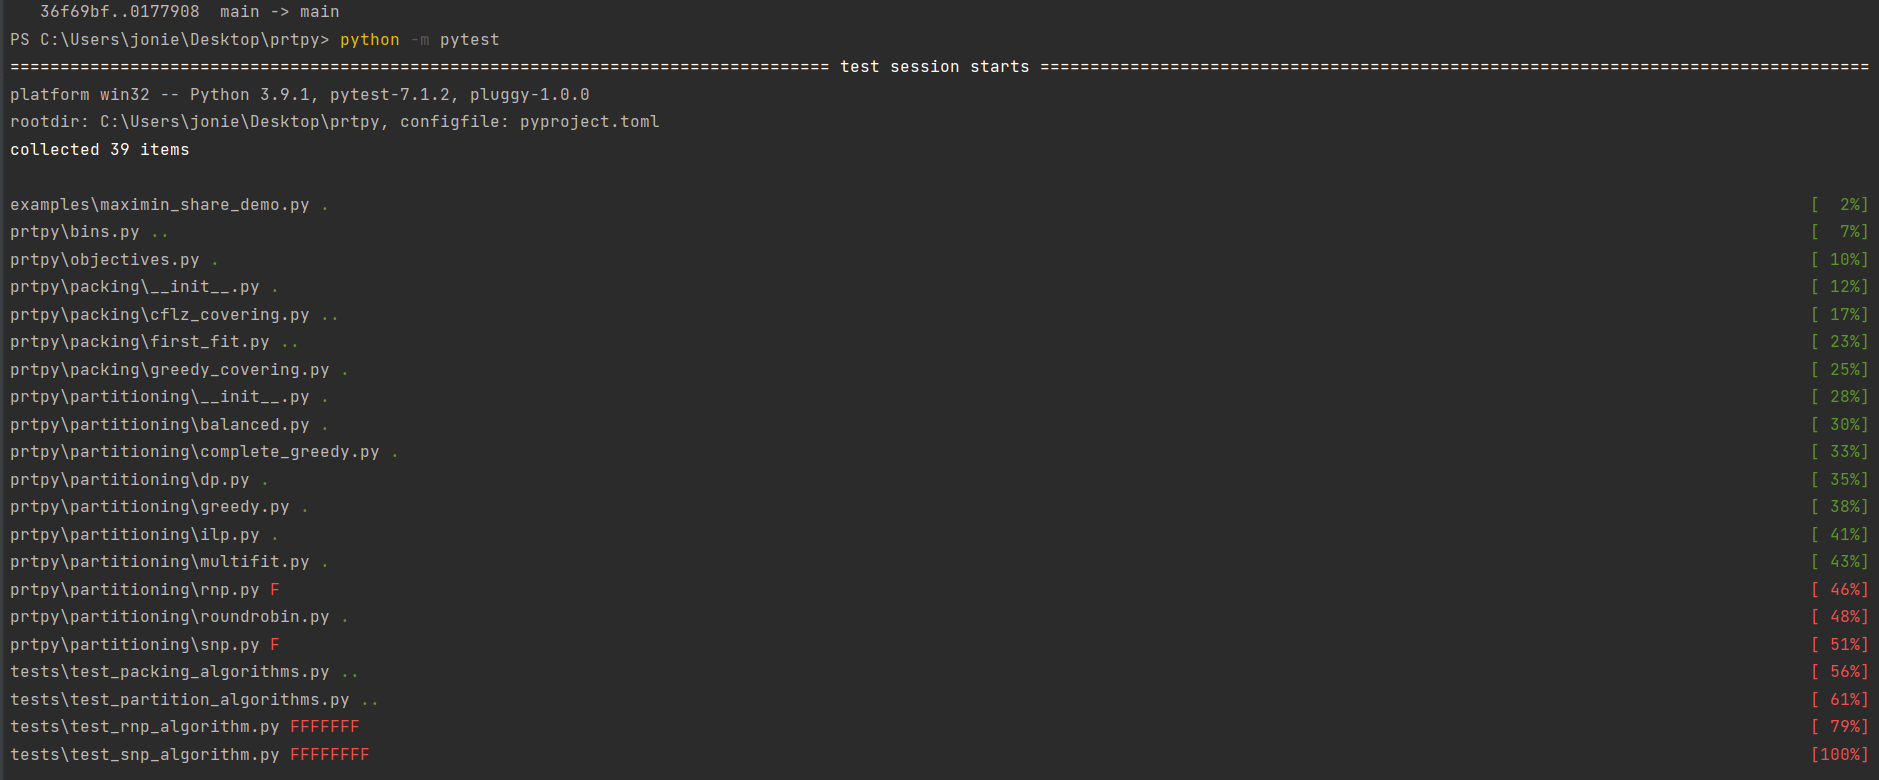 36f69bf..0177908  main -> main
PS C:\Users\jonie\Desktop\prtpy> python -m pytest
================================================================================== test session starts ===================================================================================
platform win32 -- Python 3.9.1, pytest-7.1.2, pluggy-1.0.0
rootdir: C:\Users\jonie\Desktop\prtpy, configfile: pyproject.toml
collected 39 items
examples\maximin_share_demo.py . [  2%]
prtpy\bins.py .. [  7%]
prtpy\objectives.py . [ 10%]
prtpy\packing\__init__.py . [ 12%]
prtpy\packing\cflz_covering.py .. [ 17%]
prtpy\packing\first_fit.py .. [ 23%]
prtpy\packing\greedy_covering.py . [ 25%]
prtpy\partitioning\__init__.py . [ 28%]
prtpy\partitioning\balanced.py . [ 30%]
prtpy\partitioning\complete_greedy.py . [ 33%]
prtpy\partitioning\dp.py . [ 35%]
prtpy\partitioning\greedy.py . [ 38%]
prtpy\partitioning\ilp.py . [ 41%]
prtpy\partitioning\multifit.py . [ 43%]
prtpy\partitioning\rnp.py F [ 46%]
prtpy\partitioning\roundrobin.py . [ 48%]
prtpy\partitioning\snp.py F [ 51%]
tests\test_packing_algorithms.py .. [ 56%]
tests\test_partition_algorithms.py .. [ 61%]
tests\test_rnp_algorithm.py FFFFFFF [ 79%]
tests\test_snp_algorithm.py FFFFFFFF [100%]